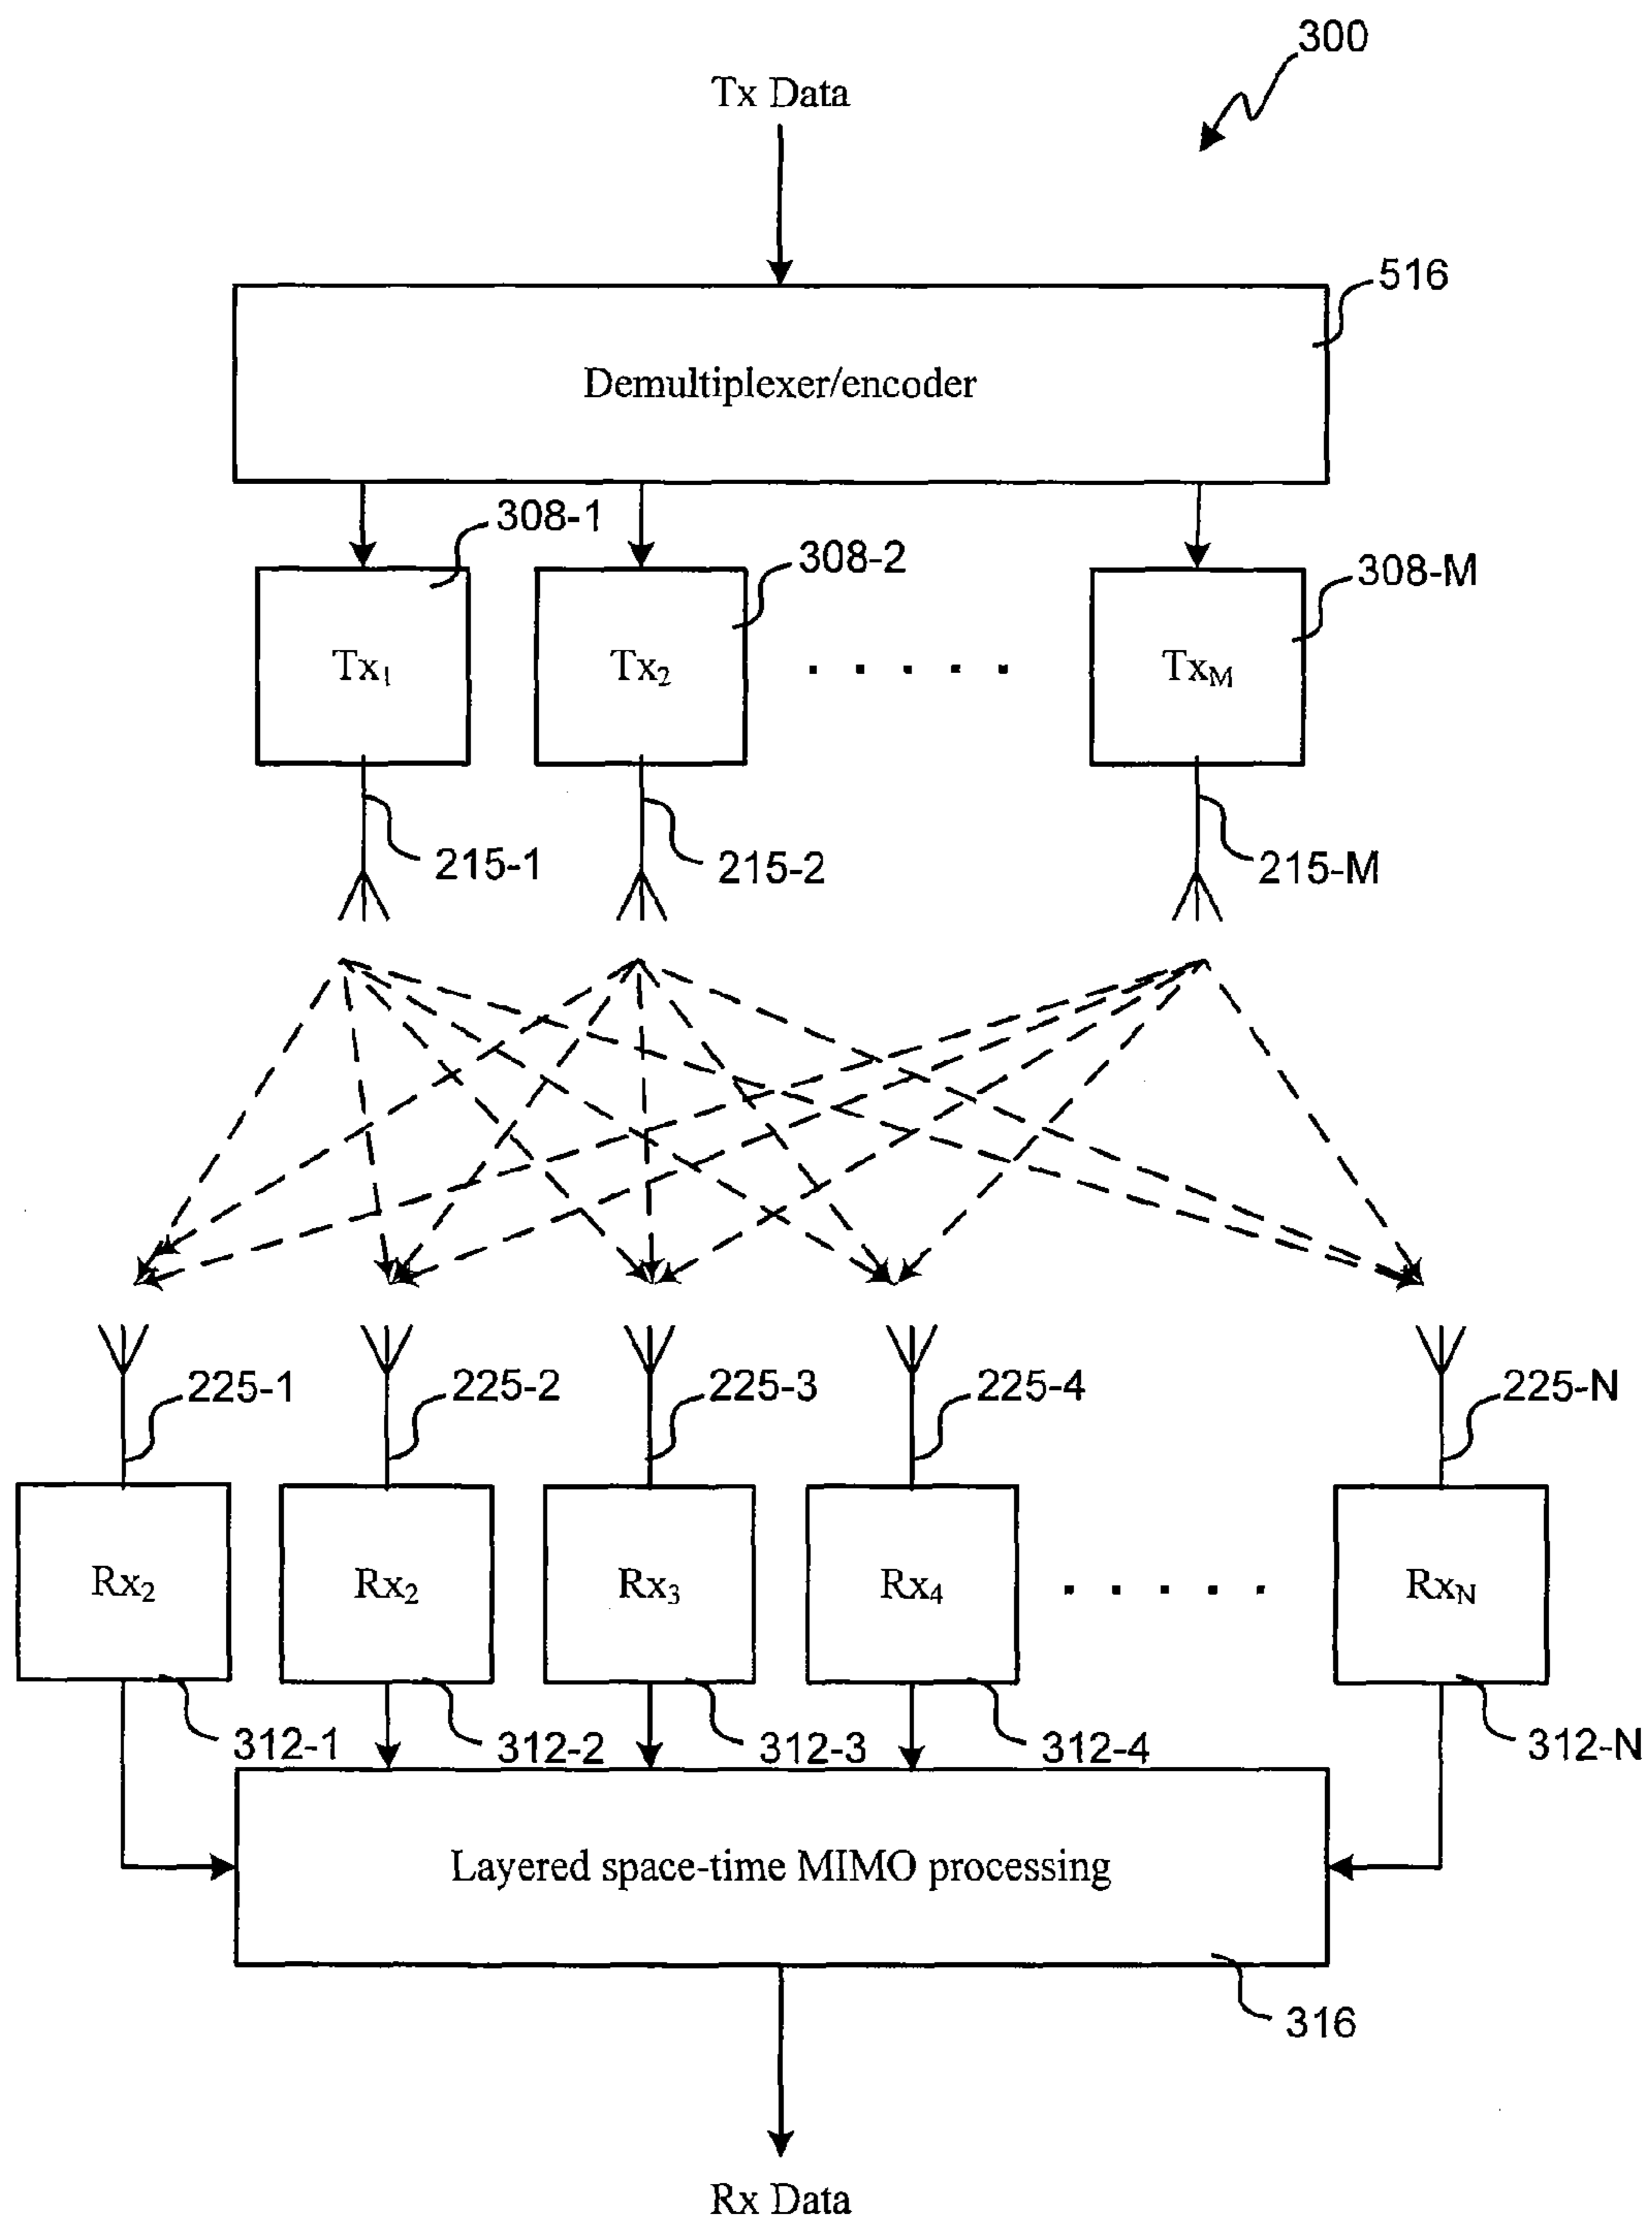 300
Tx Data
516
Demultiplexer/encoder
308-1
308-2
308-M
Tx1
Tx2
. . . . .
TxM
215-1
215-2
215-M
225-1
225-2
225-3
225-4
225-N
Rx2
Rx2
Rx3
Rx4
. . . . .
RxN
312-1
312-2
312-3
312-4
312-N
Layered space-time MIMO processing
316
Rx Data